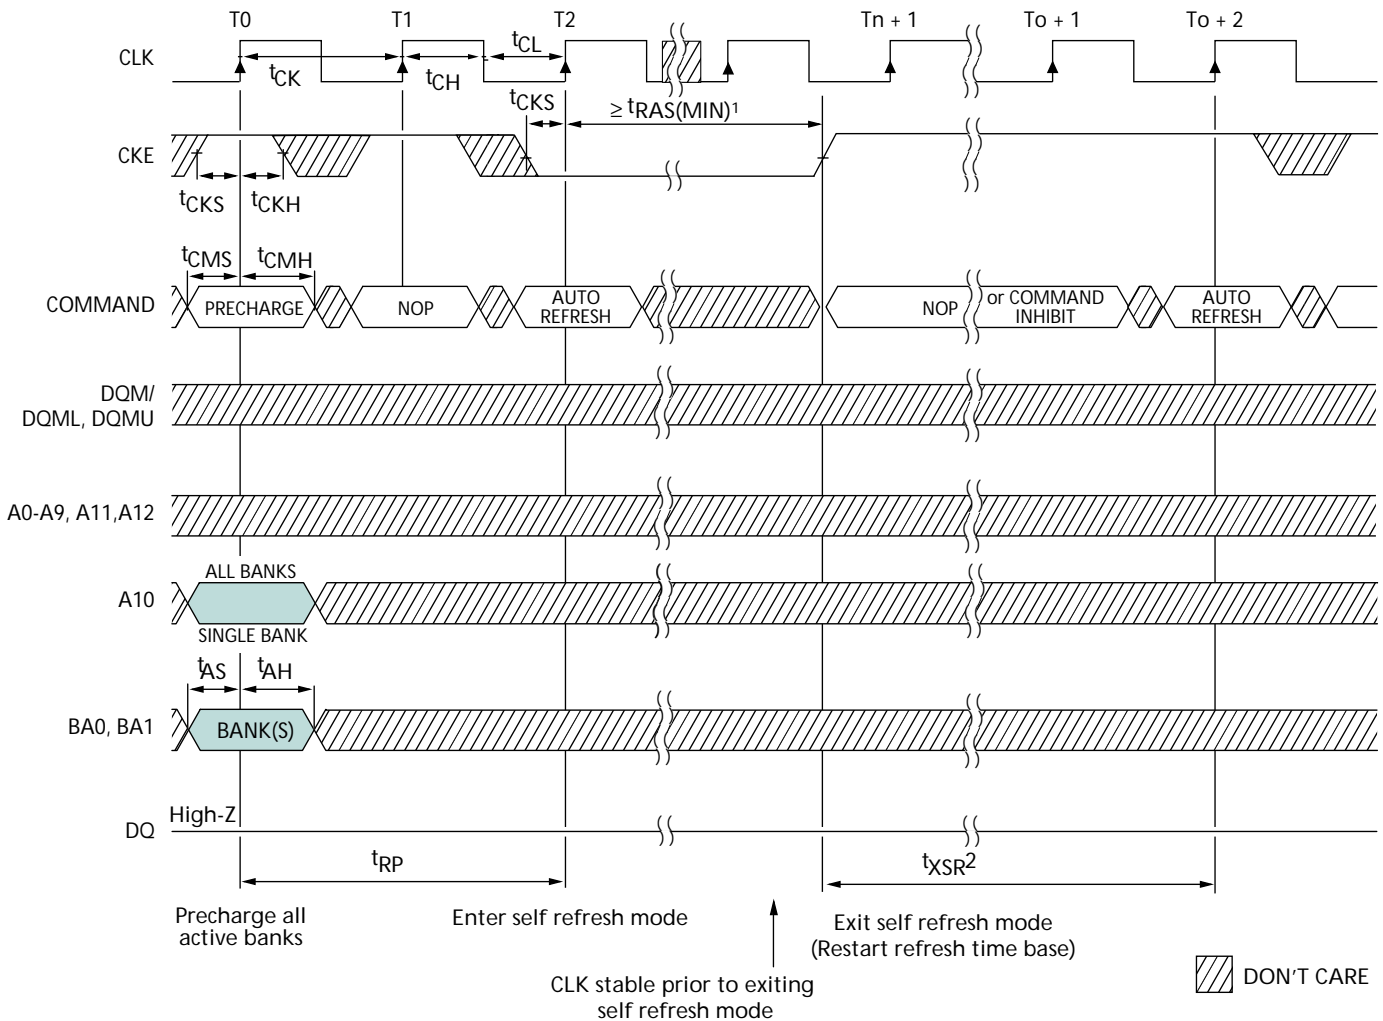 T0 T1 T2 Tn + 1 To + 1 To + 2
CLK
tCK tCH tCL
tCKS ≥ tRAS(MIN)1
CKE
tCKS tCKH
tCMS tCMH
COMMAND PRECHARGE NOP AUTO REFRESH NOP or COMMAND INHIBIT AUTO REFRESH
DQM/
DQML, DQMU
A0-A9, A11,A12
ALL BANKS
A10
SINGLE BANK
tAS tAH
BA0, BA1 BANK(S)
High-Z
DQ
tRP tXSR2
Precharge all
active banks
Enter self refresh mode
CLK stable prior to exiting
self refresh mode
Exit self refresh mode
(Restart refresh time base)
DON'T CARE